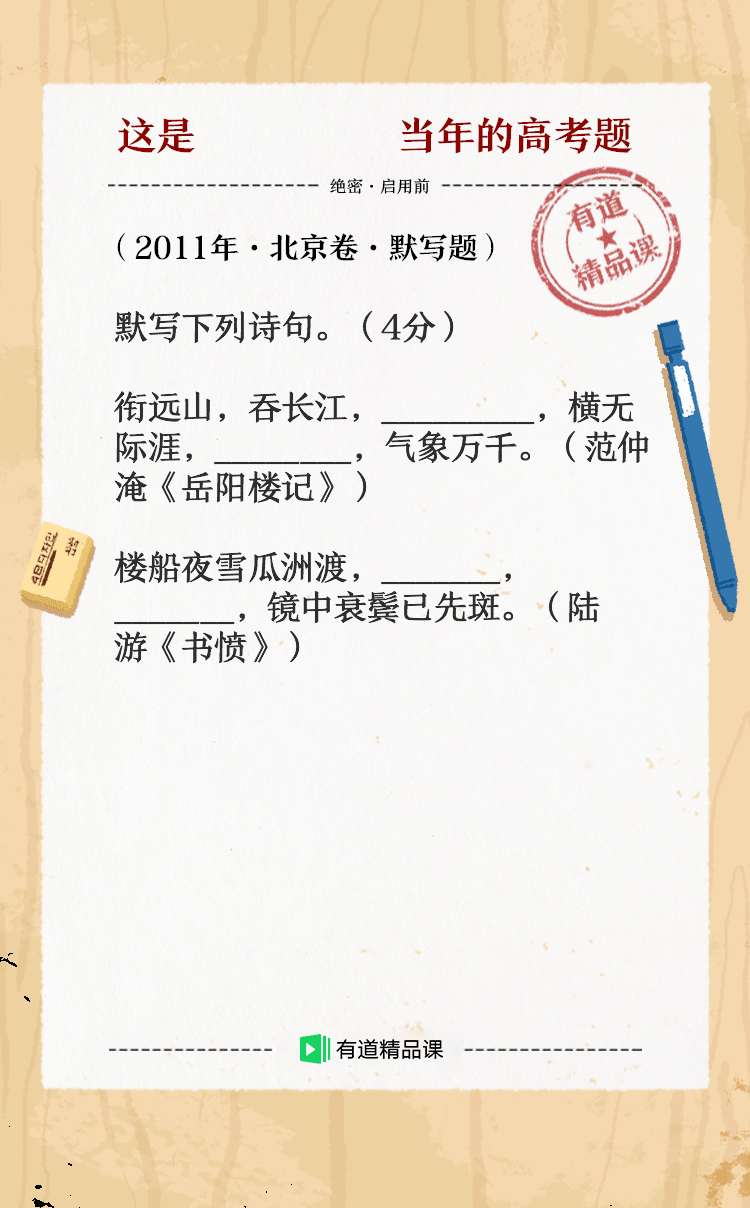 这是 当年的高考题
绝密·启用前
有道
精品课
（2011年·北京卷·默写题）
默写下列诗句。（4分）
衔远山，吞长江，_________，横无
际涯，________，气象万千。（范仲
淹《岳阳楼记》）
楼船夜雪瓜洲渡，_______，
_______，镜中衰鬓已先斑。（陆
游《书愤》）
有道精品课